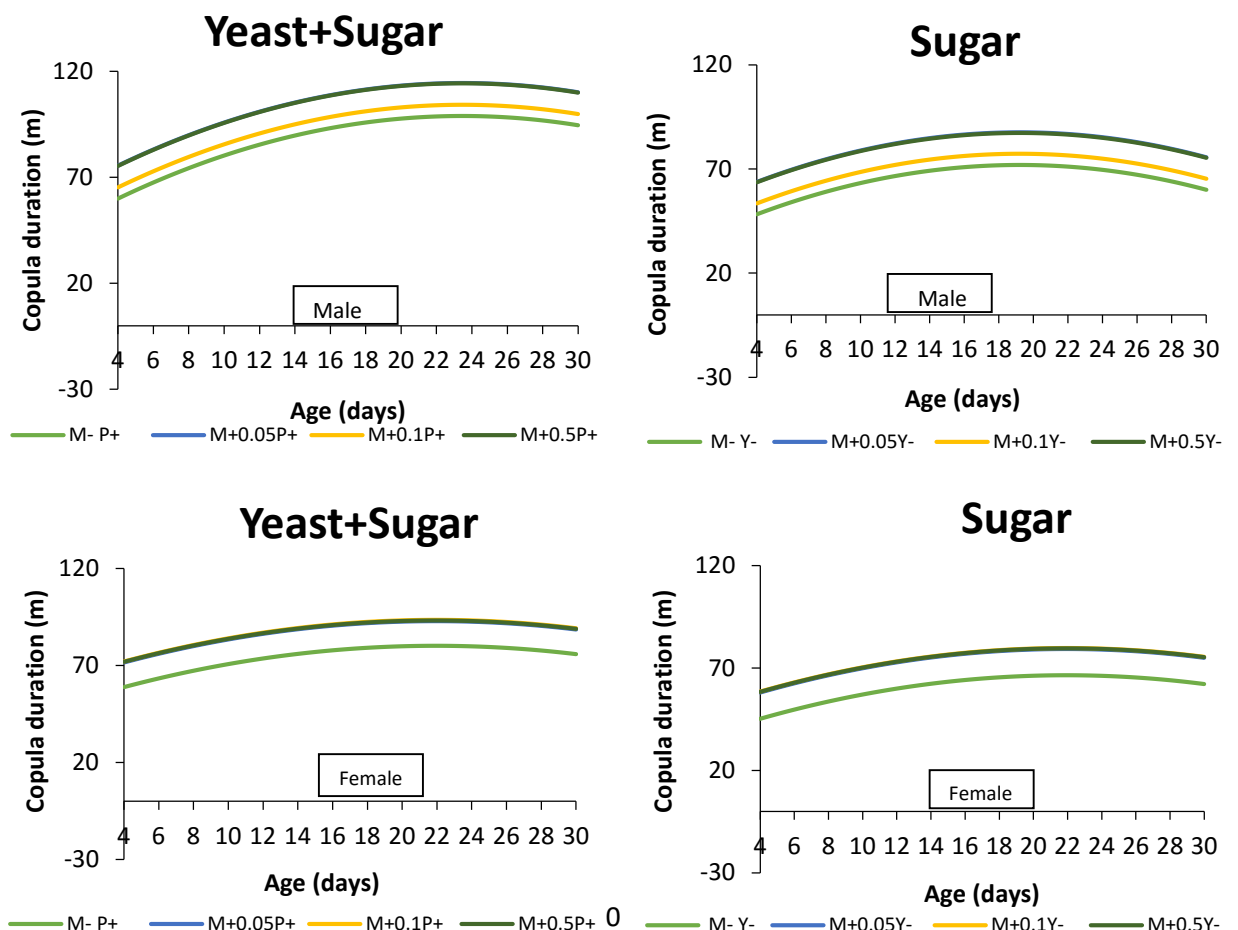 Yeast+Sugar
Copula duration (m)
120
70
20
-30
Male
4 6 8 10 12 14 16 18 20 22 24 26 28 30
Age (days)
M- P+ M+0.05P+ M+0.1P+ M+0.5P+
Sugar
Copula duration (m)
120
70
20
-30
Male
4 6 8 10 12 14 16 18 20 22 24 26 28 30
Age (days)
M- Y- M+0.05Y- M+0.1Y- M+0.5Y-
Yeast+Sugar
Copula duration (m)
120
70
20
-30
Female
4 6 8 10 12 14 16 18 20 22 24 26 28 30
Age (days)
M- P+ M+0.05P+ M+0.1P+ M+0.5P+
0
Sugar
Copula duration (m)
120
70
20
-30
Female
4 6 8 10 12 14 16 18 20 22 24 26 28 30
Age (days)
M- Y- M+0.05Y- M+0.1Y- M+0.5Y-